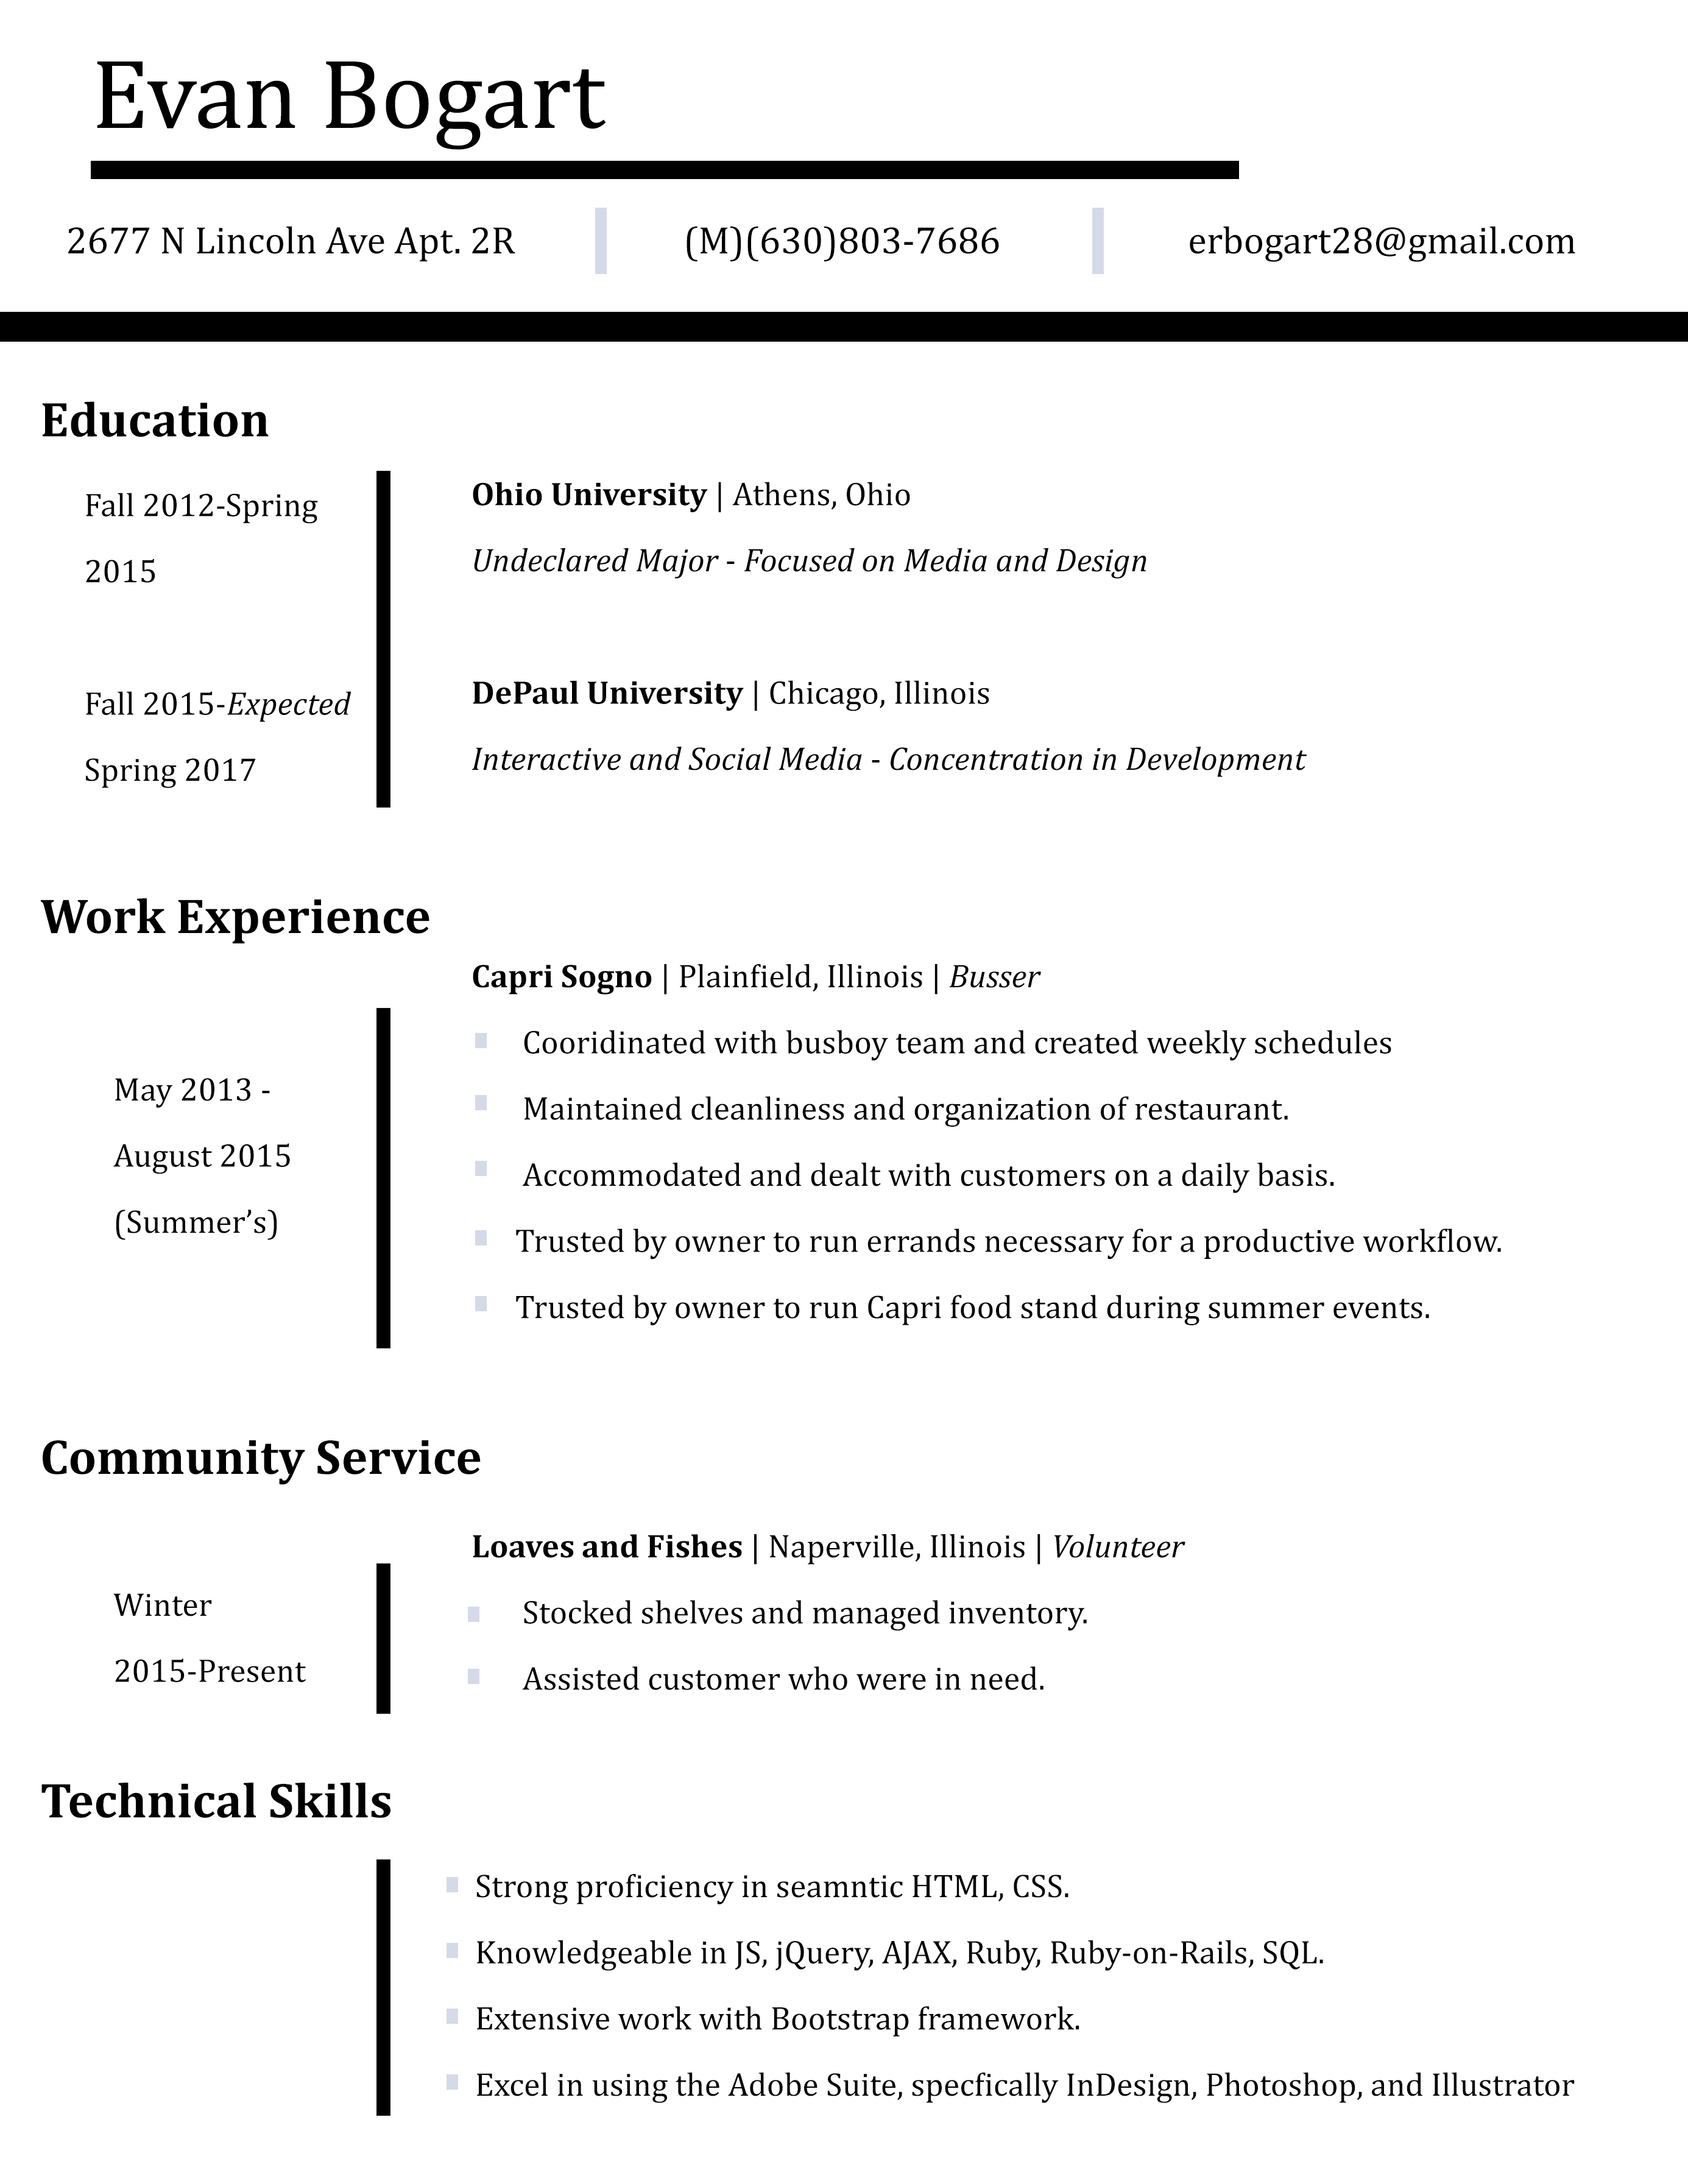 Evan Bogart
2677 N Lincoln Ave Apt. 2R (M)(630)803-7686 erbogart28@gmail.com
Education
Fall 2012-Spring
2015
Ohio University | Athens, Ohio
Undeclared Major - Focused on Media and Design
Fall 2015-Expected
Spring 2017
DePaul University | Chicago, Illinois
Interactive and Social Media - Concentration in Development
Work Experience
May 2013 -
August 2015
(Summer’s)
Capri Sogno | Plainfield, Illinois | Busser
Cooridinated with busboy team and created weekly schedules
Maintained cleanliness and organization of restaurant.
Accommodated and dealt with customers on a daily basis.
Trusted by owner to run errands necessary for a productive workflow.
Trusted by owner to run Capri food stand during summer events.
Community Service
Winter
2015-Present
Loaves and Fishes | Naperville, Illinois | Volunteer
Stocked shelves and managed inventory.
Assisted customer who were in need.
Technical Skills
Strong proficiency in seamntic HTML, CSS.
Knowledgeable in JS, jQuery, AJAX, Ruby, Ruby-on-Rails, SQL.
Extensive work with Bootstrap framework.
Excel in using the Adobe Suite, specfically InDesign, Photoshop, and Illustrator